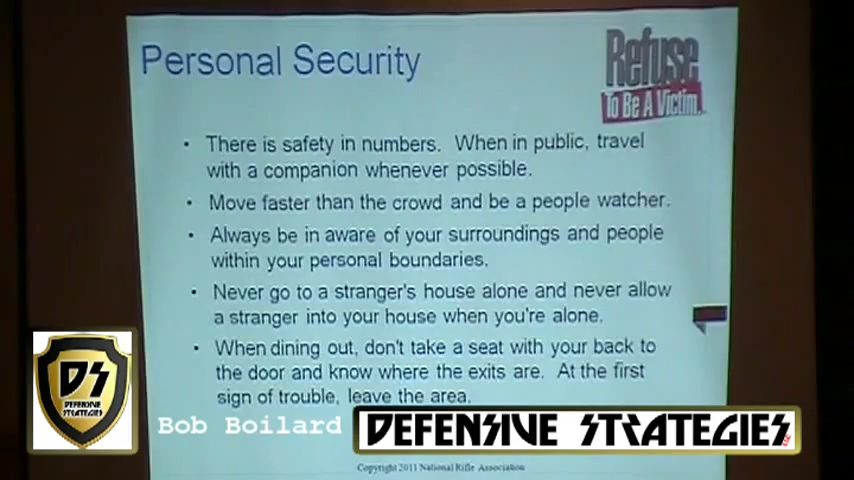 Personal Security
Refuse
To Be A Victim
• There is safety in numbers. When in public, travel
with a companion whenever possible.
• Move faster than the crowd and be a people watcher.
• Always be in aware of your surroundings and people
within your personal boundaries.
• Never go to a stranger's house alone and never allow
a stranger into your house when you're alone.
• When dining out, don't take a seat with your back to
the door and know where the exits are. At the first
sign of trouble, leave the area.
DS
DEFENSIVE
STRATEGIES
Bob Boilard
DEFENSIVE STRATEGIES
Copyright 2011 National Rifle Association